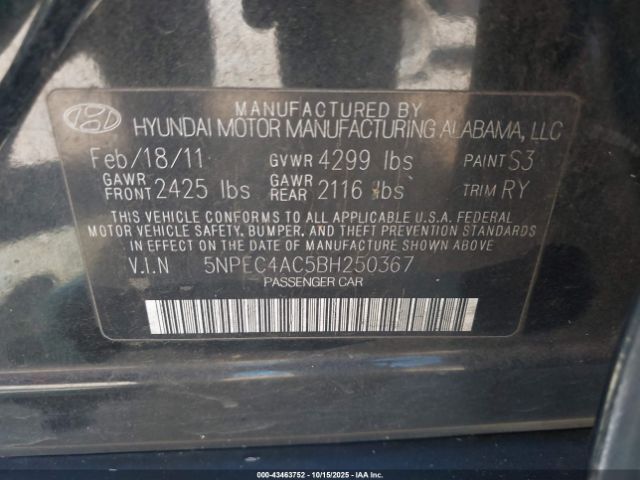 MANUFACTURED BY
HYUNDAI MOTOR MANUFACTURING ALABAMA, LLC
Feb/18/11 GVWR 4299 lbs PAINT S3
GAWR FRONT 2425 lbs GAWR REAR 2116 lbs TRIM RY
THIS VEHICLE CONFORMS TO ALL APPLICABLE U.S.A. FEDERAL
MOTOR VEHICLE SAFETY, BUMPER, AND THEFT PREVENTION STANDARDS
IN EFFECT ON THE DATE OF MANUFACTURE SHOWN ABOVE.
V.I.N 5NPEC4AC5BH250367
PASSENGER CAR
000-43463752 - 10/15/2025 - IAAI.COM